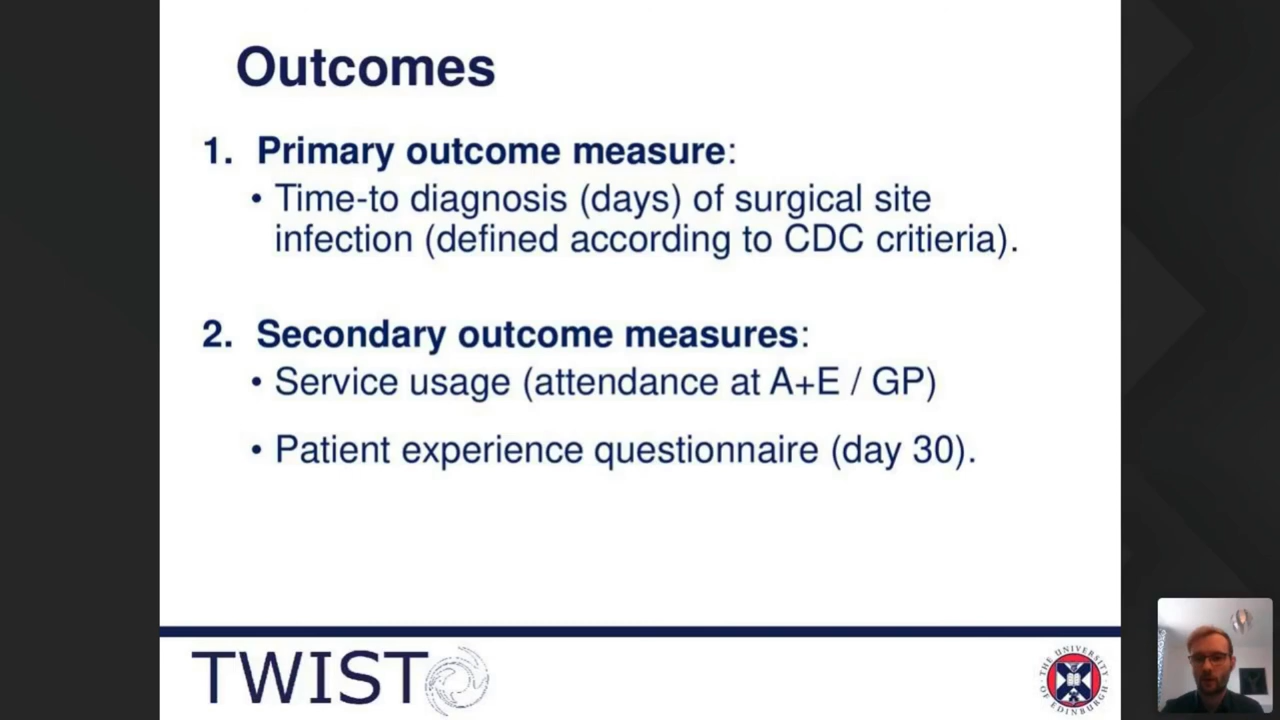 Outcomes
1. Primary outcome measure:
• Time-to diagnosis (days) of surgical site
infection (defined according to CDC critieria).
2. Secondary outcome measures:
• Service usage (attendance at A+E / GP)
• Patient experience questionnaire (day 30).
TWIST
THE UNIVERSITY
OF EDINBURGH